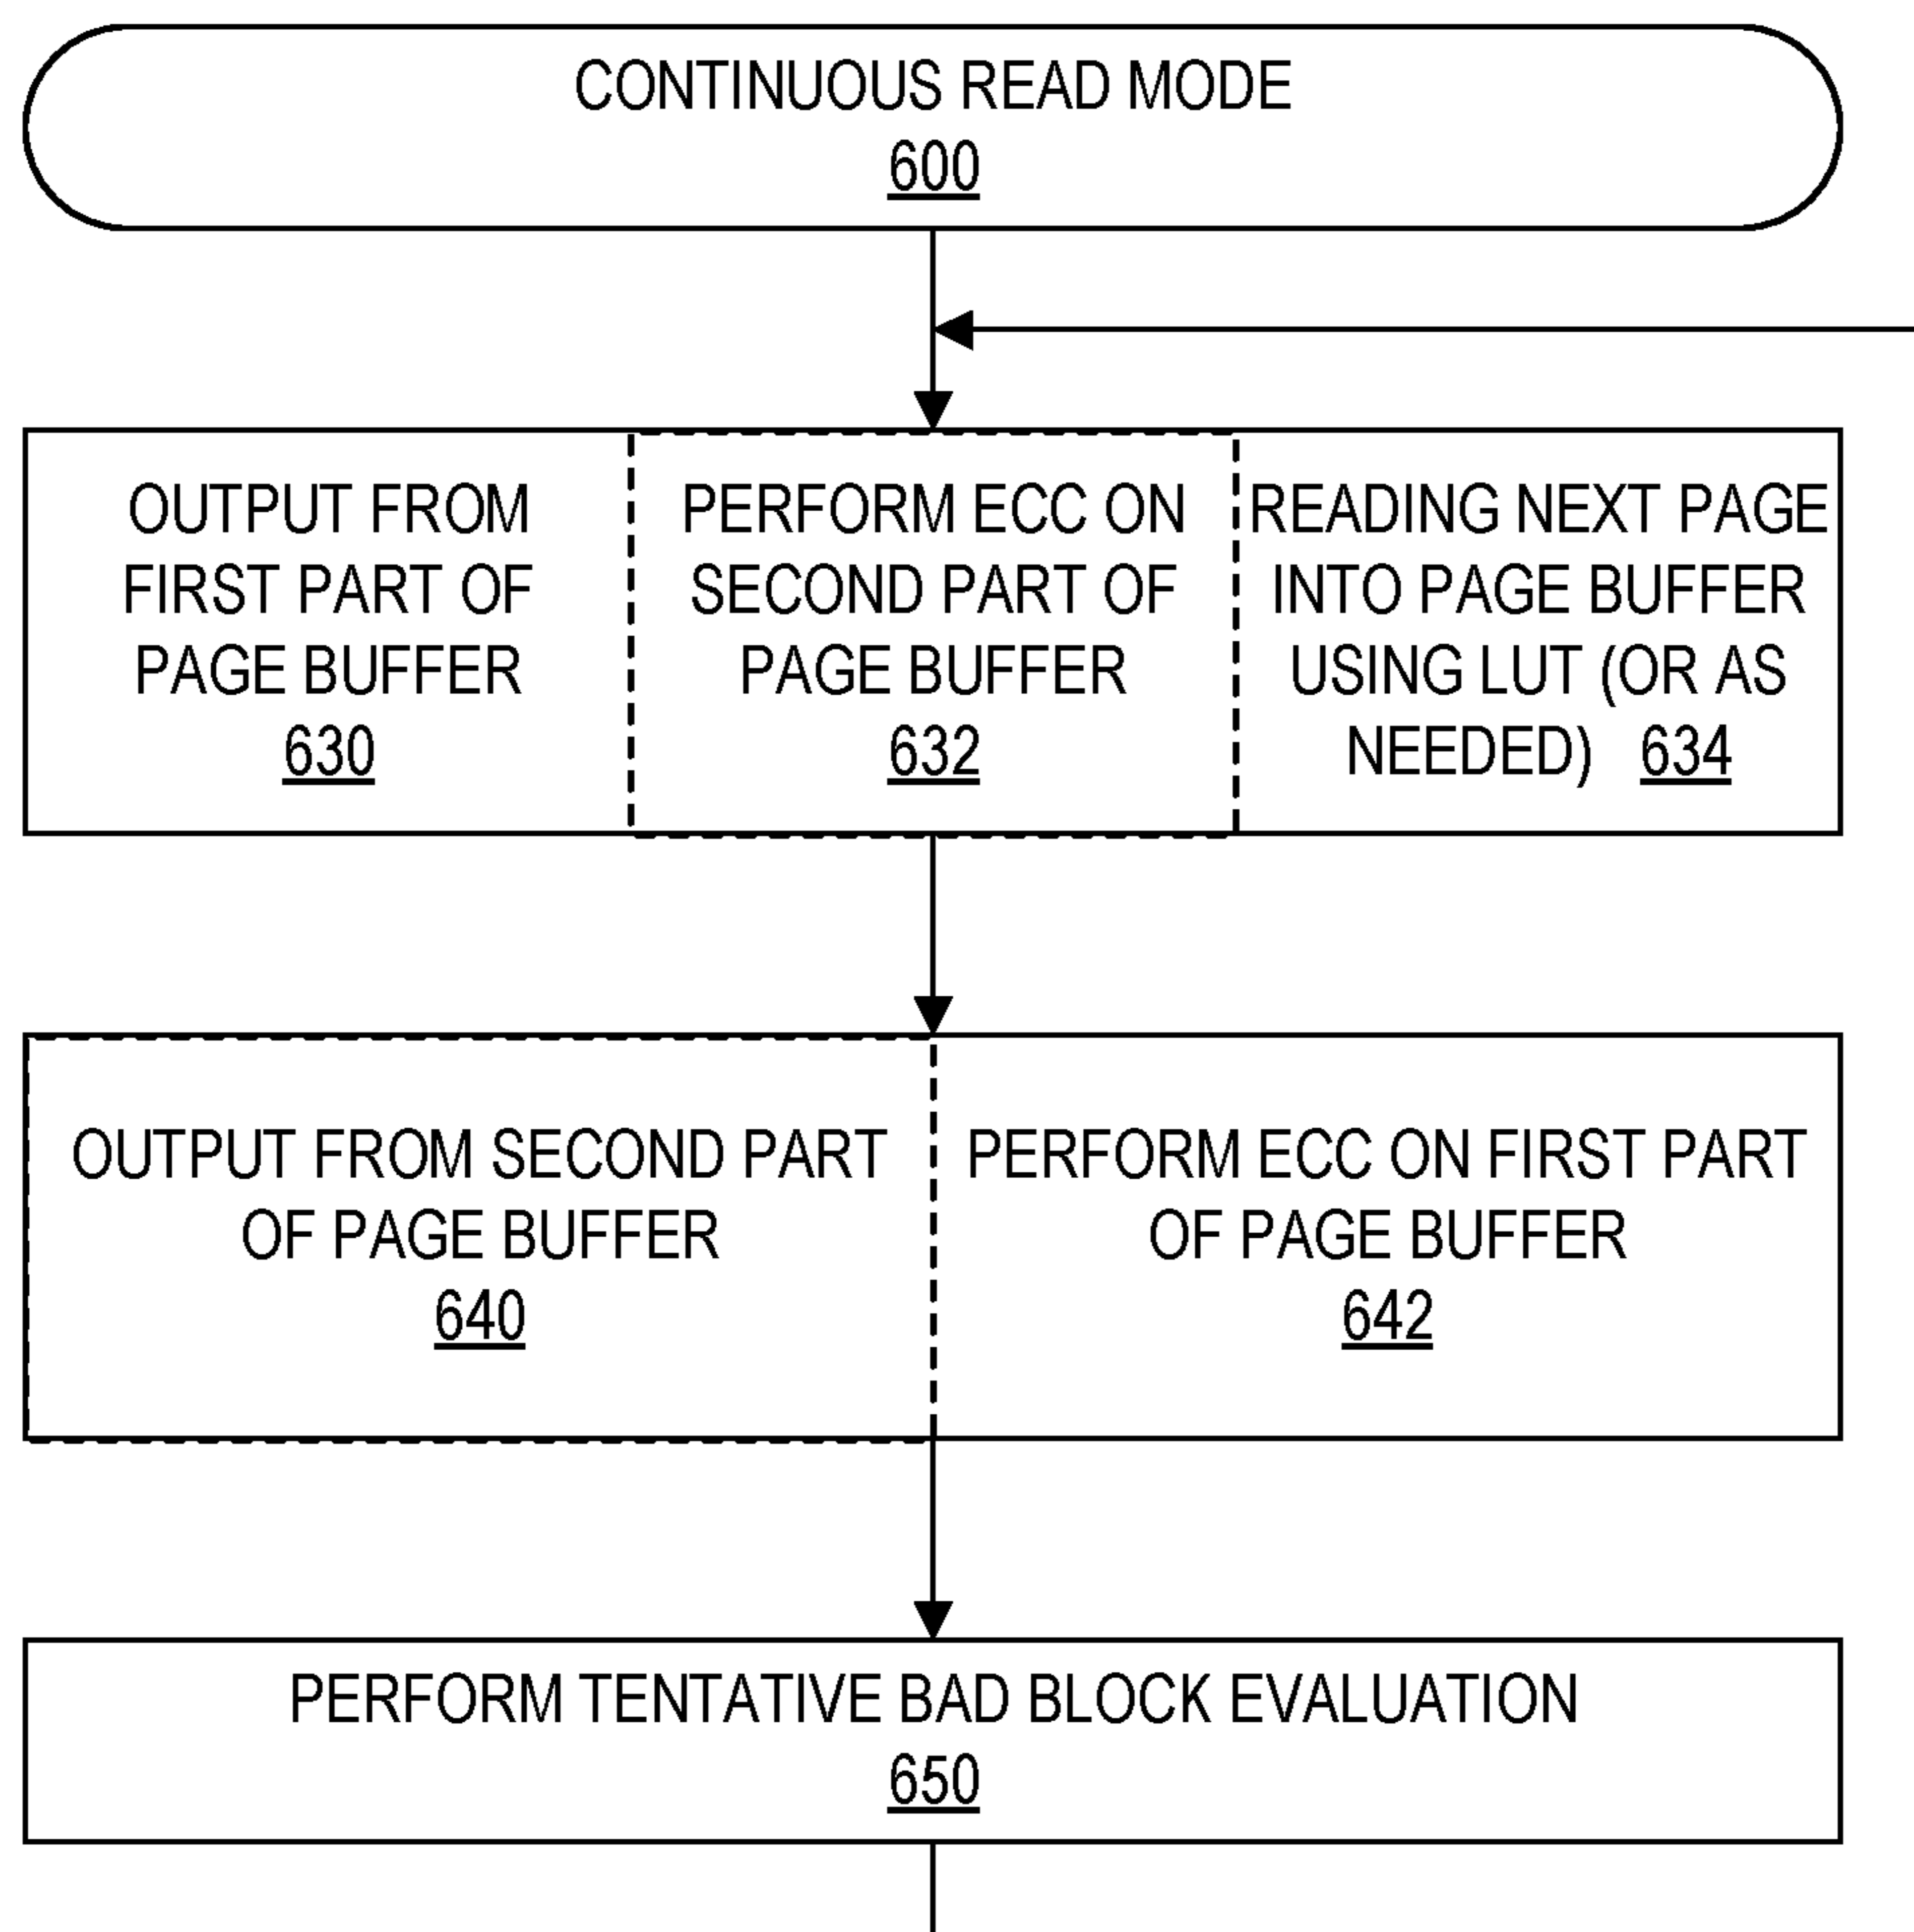 CONTINUOUS READ MODE
600
OUTPUT FROM
FIRST PART OF
PAGE BUFFER
630
PERFORM ECC ON
SECOND PART OF
PAGE BUFFER
632
READING NEXT PAGE
INTO PAGE BUFFER
USING LUT (OR AS
NEEDED) 634
OUTPUT FROM SECOND PART
OF PAGE BUFFER
640
PERFORM ECC ON FIRST PART
OF PAGE BUFFER
642
PERFORM TENTATIVE BAD BLOCK EVALUATION
650